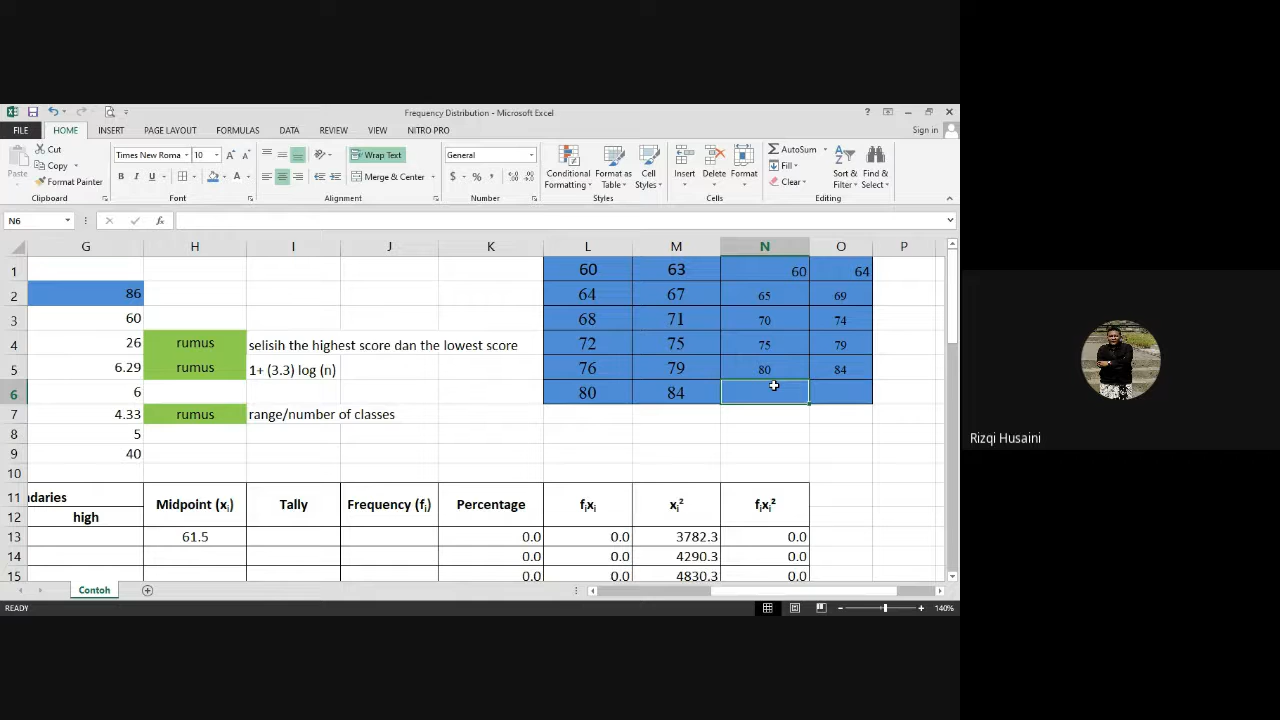 Frequency Distribution - Microsoft Excel
Sign in
FILE HOME INSERT PAGE LAYOUT FORMULAS DATA REVIEW VIEW NITRO PRO
Paste
Cut
Copy
Format Painter
Clipboard
Times New Roma 10
B I U
Font
Wrap Text
Merge & Center
Alignment
General
$ % ,
Number
Conditional Formatting
Format as Table
Cell Styles
Styles
Insert
Delete
Format
Cells
AutoSum
Fill
Clear
Sort & Filter
Find & Select
Editing
N6 fx
G H I J K L M N O P
1 60 63 60 64
2 86 64 67 65 69
3 60 68 71 70 74
4 26 rumus selisih the highest score dan the lowest score 72 75 75 79
5 6.29 rumus 1+ (3.3) log (n) 76 79 80 84
6 6 80 84
7 4.33 rumus range/number of classes
8 5
9 40
10
11 ndaries Midpoint (xi) Tally Frequency (fi) Percentage fixi xi² fixi²
12 high
13 61.5 0.0 0.0 3782.3 0.0
14 0.0 0.0 4290.3 0.0
15 0.0 0.0 4830.3 0.0
Contoh
READY
140%
Rizqi Husaini